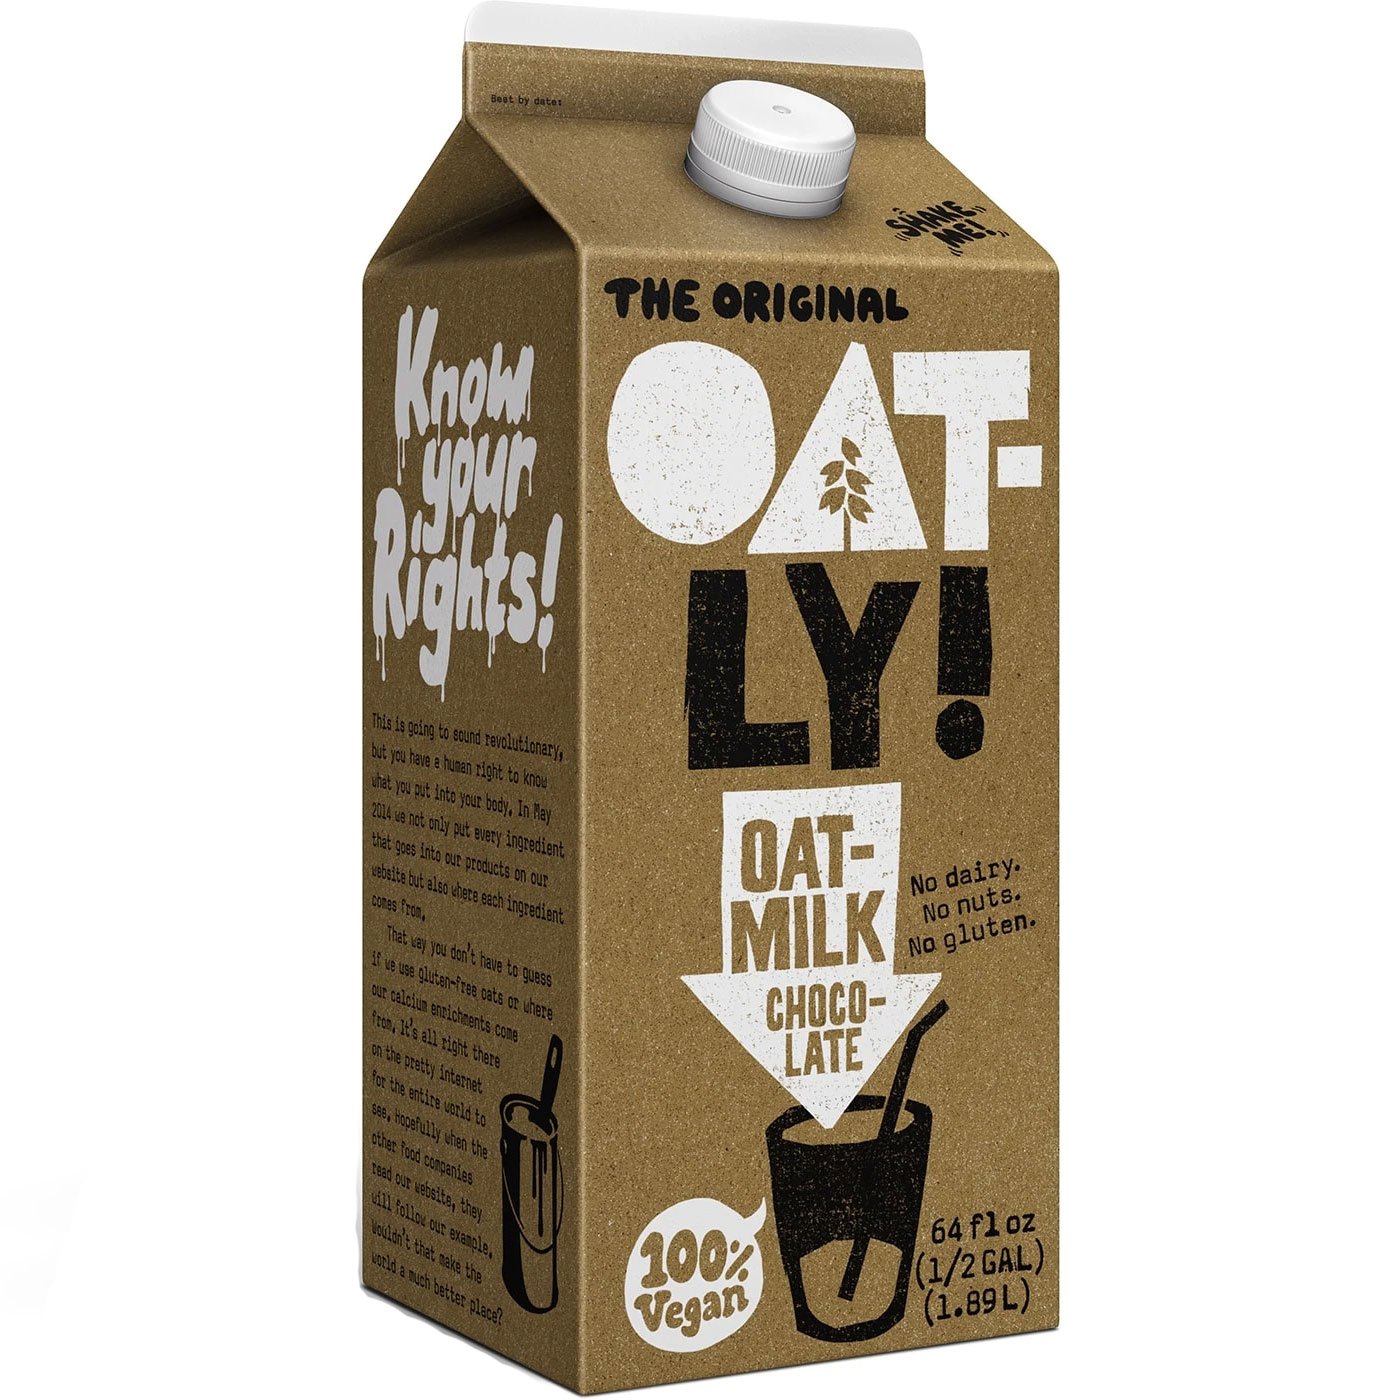 Best by date:
SHAKE
ME!
THE ORIGINAL
OAT-
LY!
OAT-
MILK
CHOCO-
LATE
No dairy.
No nuts.
No gluten.
100%
Vegan
64 fl oz
(1/2 GAL)
(1.89 L)
Know
your
Rights!
This is going to sound revolutionary,
but you have a human right to know
what you put into your body. In May
2014 we not only put every ingredient
that goes into our products on our
website but also where each ingredient
comes from.
That way you don't have to guess
if we use gluten-free oats or where
our calcium enrichments come
from. It's all right there
on the pretty internet
for the entire world to
see. Hopefully when the
other food companies
read our website, they
will follow our example.
Wouldn't that make the
world a much better place?